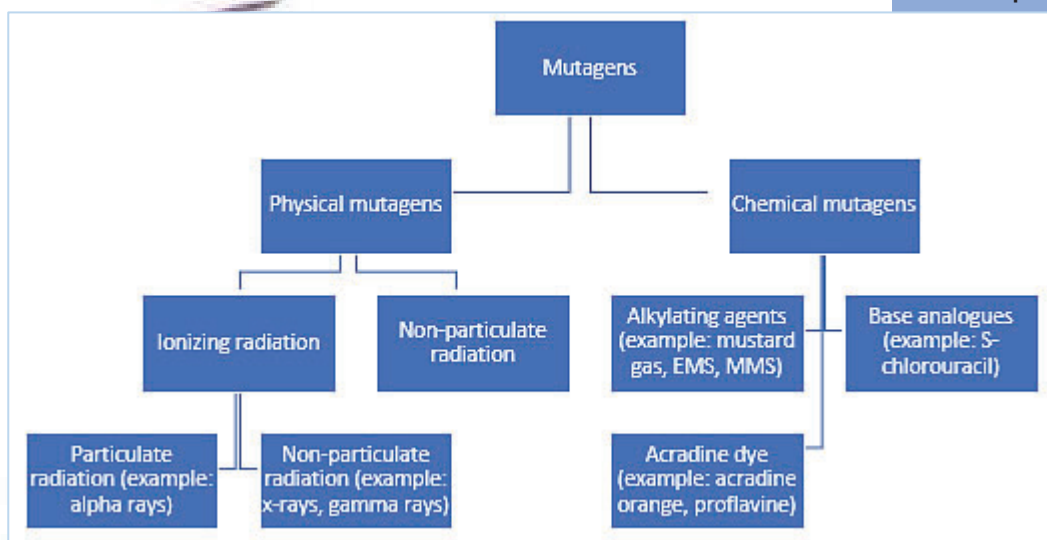 Mutagens
Physical mutagens
Chemical mutagens
Ionizing radiation
Non-particulate
radiation
Alkylating agents
(example: mustard
gas, EMS, MMS)
Base analogues
(example: S-
chlorouracil)
Particulate
radiation (example:
alpha rays)
Non-particulate
radiation (example:
x-rays, gamma rays)
Acradine dye
(example: acradine
orange, proflavine)